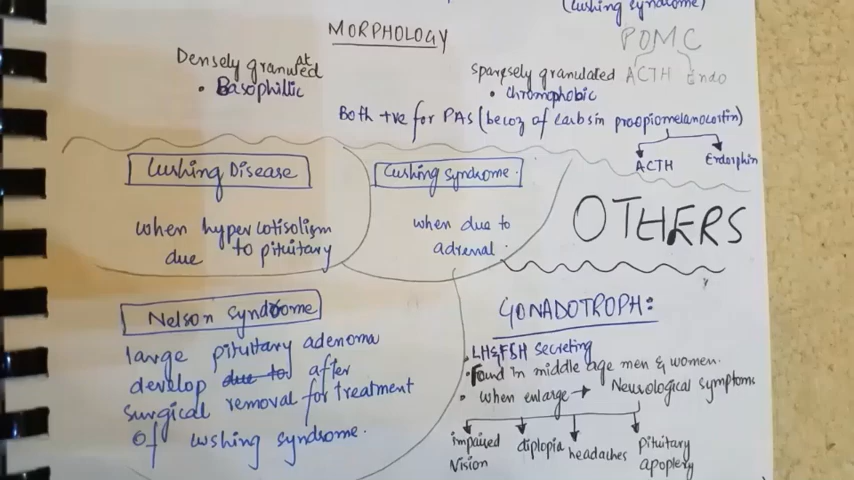 (Cushing syndrome)
MORPHOLOGY
POMC
ACTH Endo
Densely granulated
• Basophillic
sparsely granulated
• Chromophobic
Both +ve for PAS (becoz of carbs in proopiomelanocortin)
ACTH Endorphin
Cushing Disease
when hyper cotisolism
due to pituitary
Cushing syndrome
when due to
adrenal.
OTHERS
Nelson Syndrome
large pituitary adenoma
develop due to after
surgical removal for treatment
of cushing syndrome.
GONADOTROPH:
• LH & FSH secreting
• Found in middle age men & women.
• when enlarge → Neurological symptoms
impaired
vision
diplopia
headaches
pituitary
apoplexy